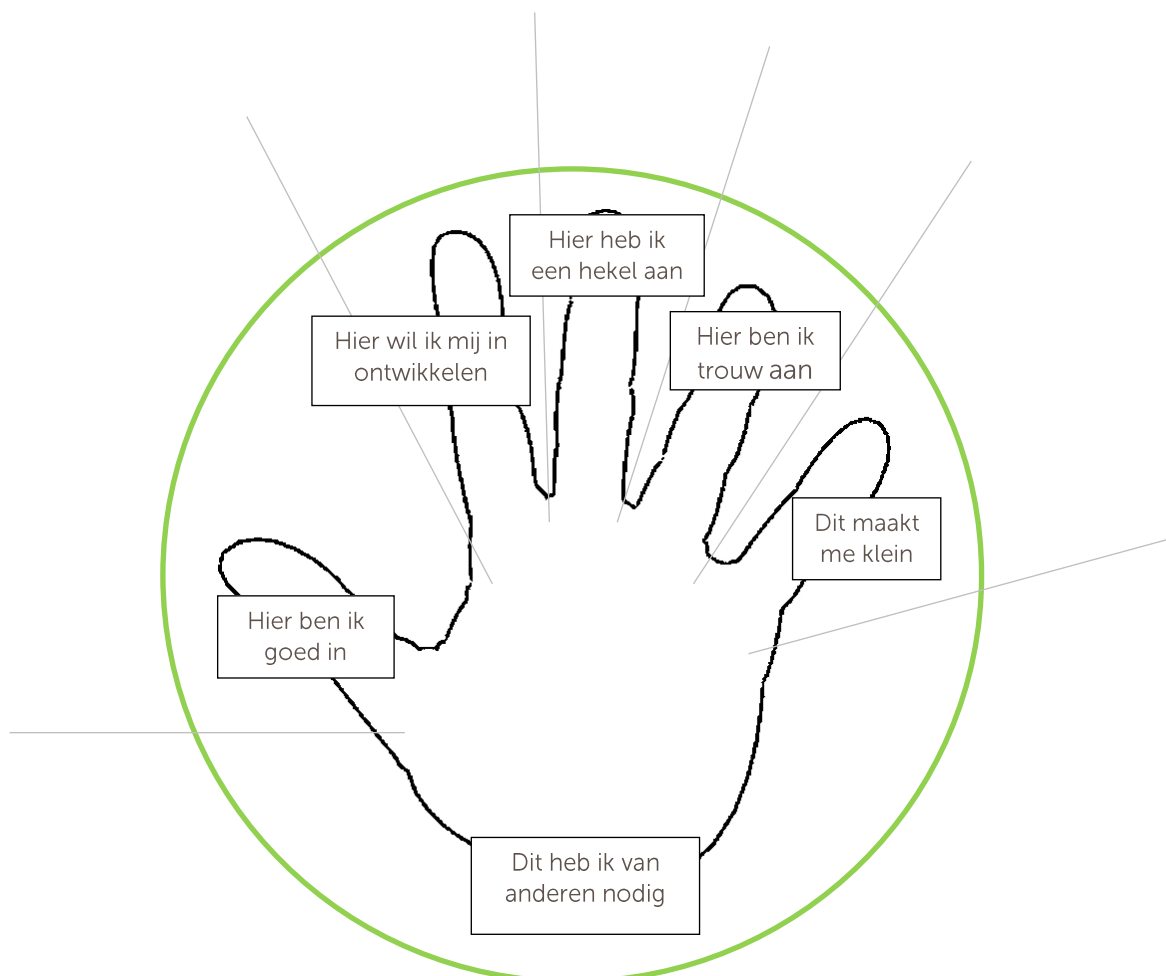 Hier heb ik
een hekel aan
Hier wil ik mij in
ontwikkelen
Hier ben ik
trouw aan
Dit maakt
me klein
Hier ben ik
goed in
Dit heb ik van
anderen nodig